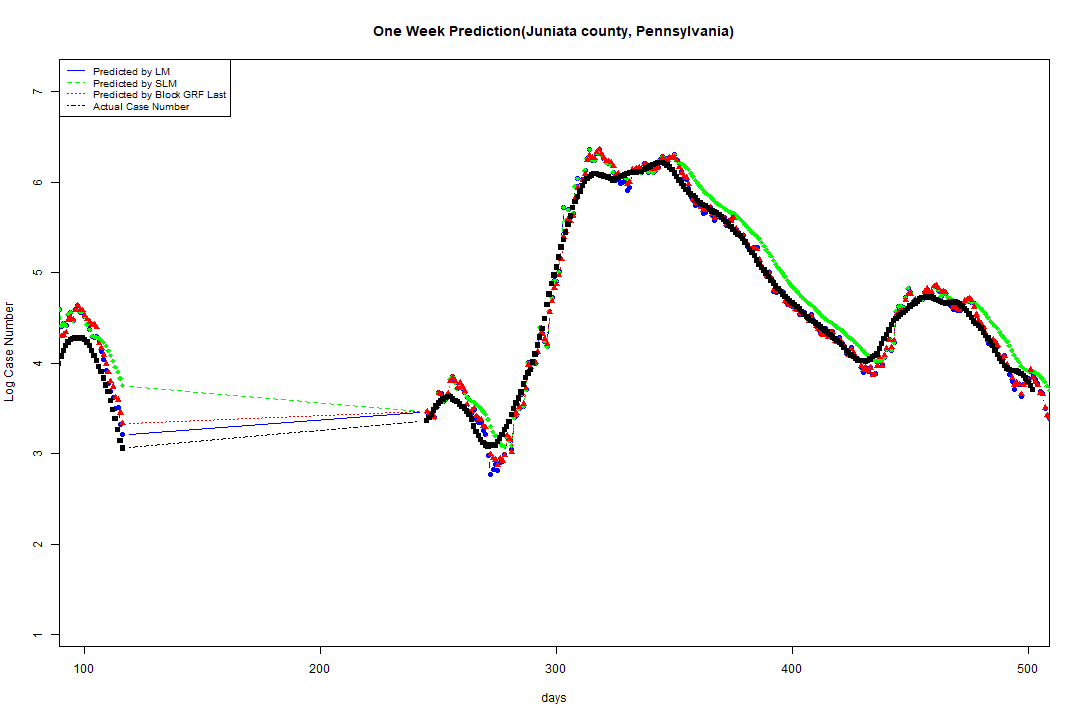 One Week Prediction(Juniata county, Pennsylvania)
Predicted by LM
Predicted by SLM
Predicted by Block GRF Last
Actual Case Number
7
6
5
4
3
2
1
Log Case Number
100 200 300 400 500
days